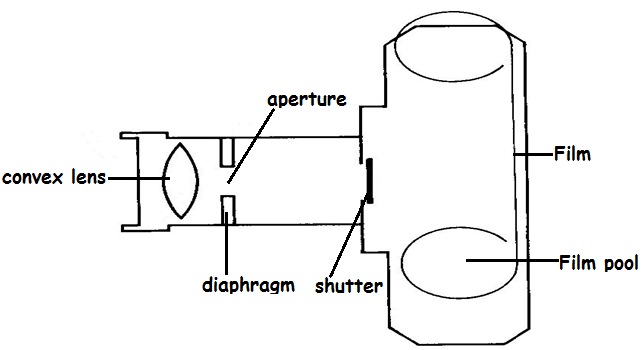 aperture
convex lens
Film
Film pool
diaphragm
shutter